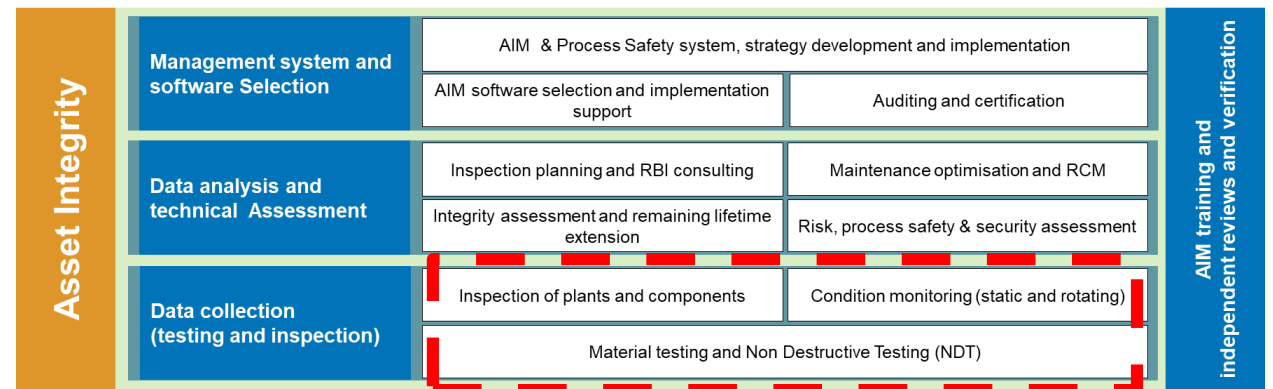 Asset Integrity
Management system and
software Selection
AIM & Process Safety system, strategy development and implementation
AIM software selection and implementation
support
Auditing and certification
Data analysis and
technical Assessment
Inspection planning and RBI consulting
Maintenance optimisation and RCM
Integrity assessment and remaining lifetime
extension
Risk, process safety & security assessment
Data collection
(testing and inspection)
Inspection of plants and components
Condition monitoring (static and rotating)
Material testing and Non Destructive Testing (NDT)
AIM training and
independent reviews and verification